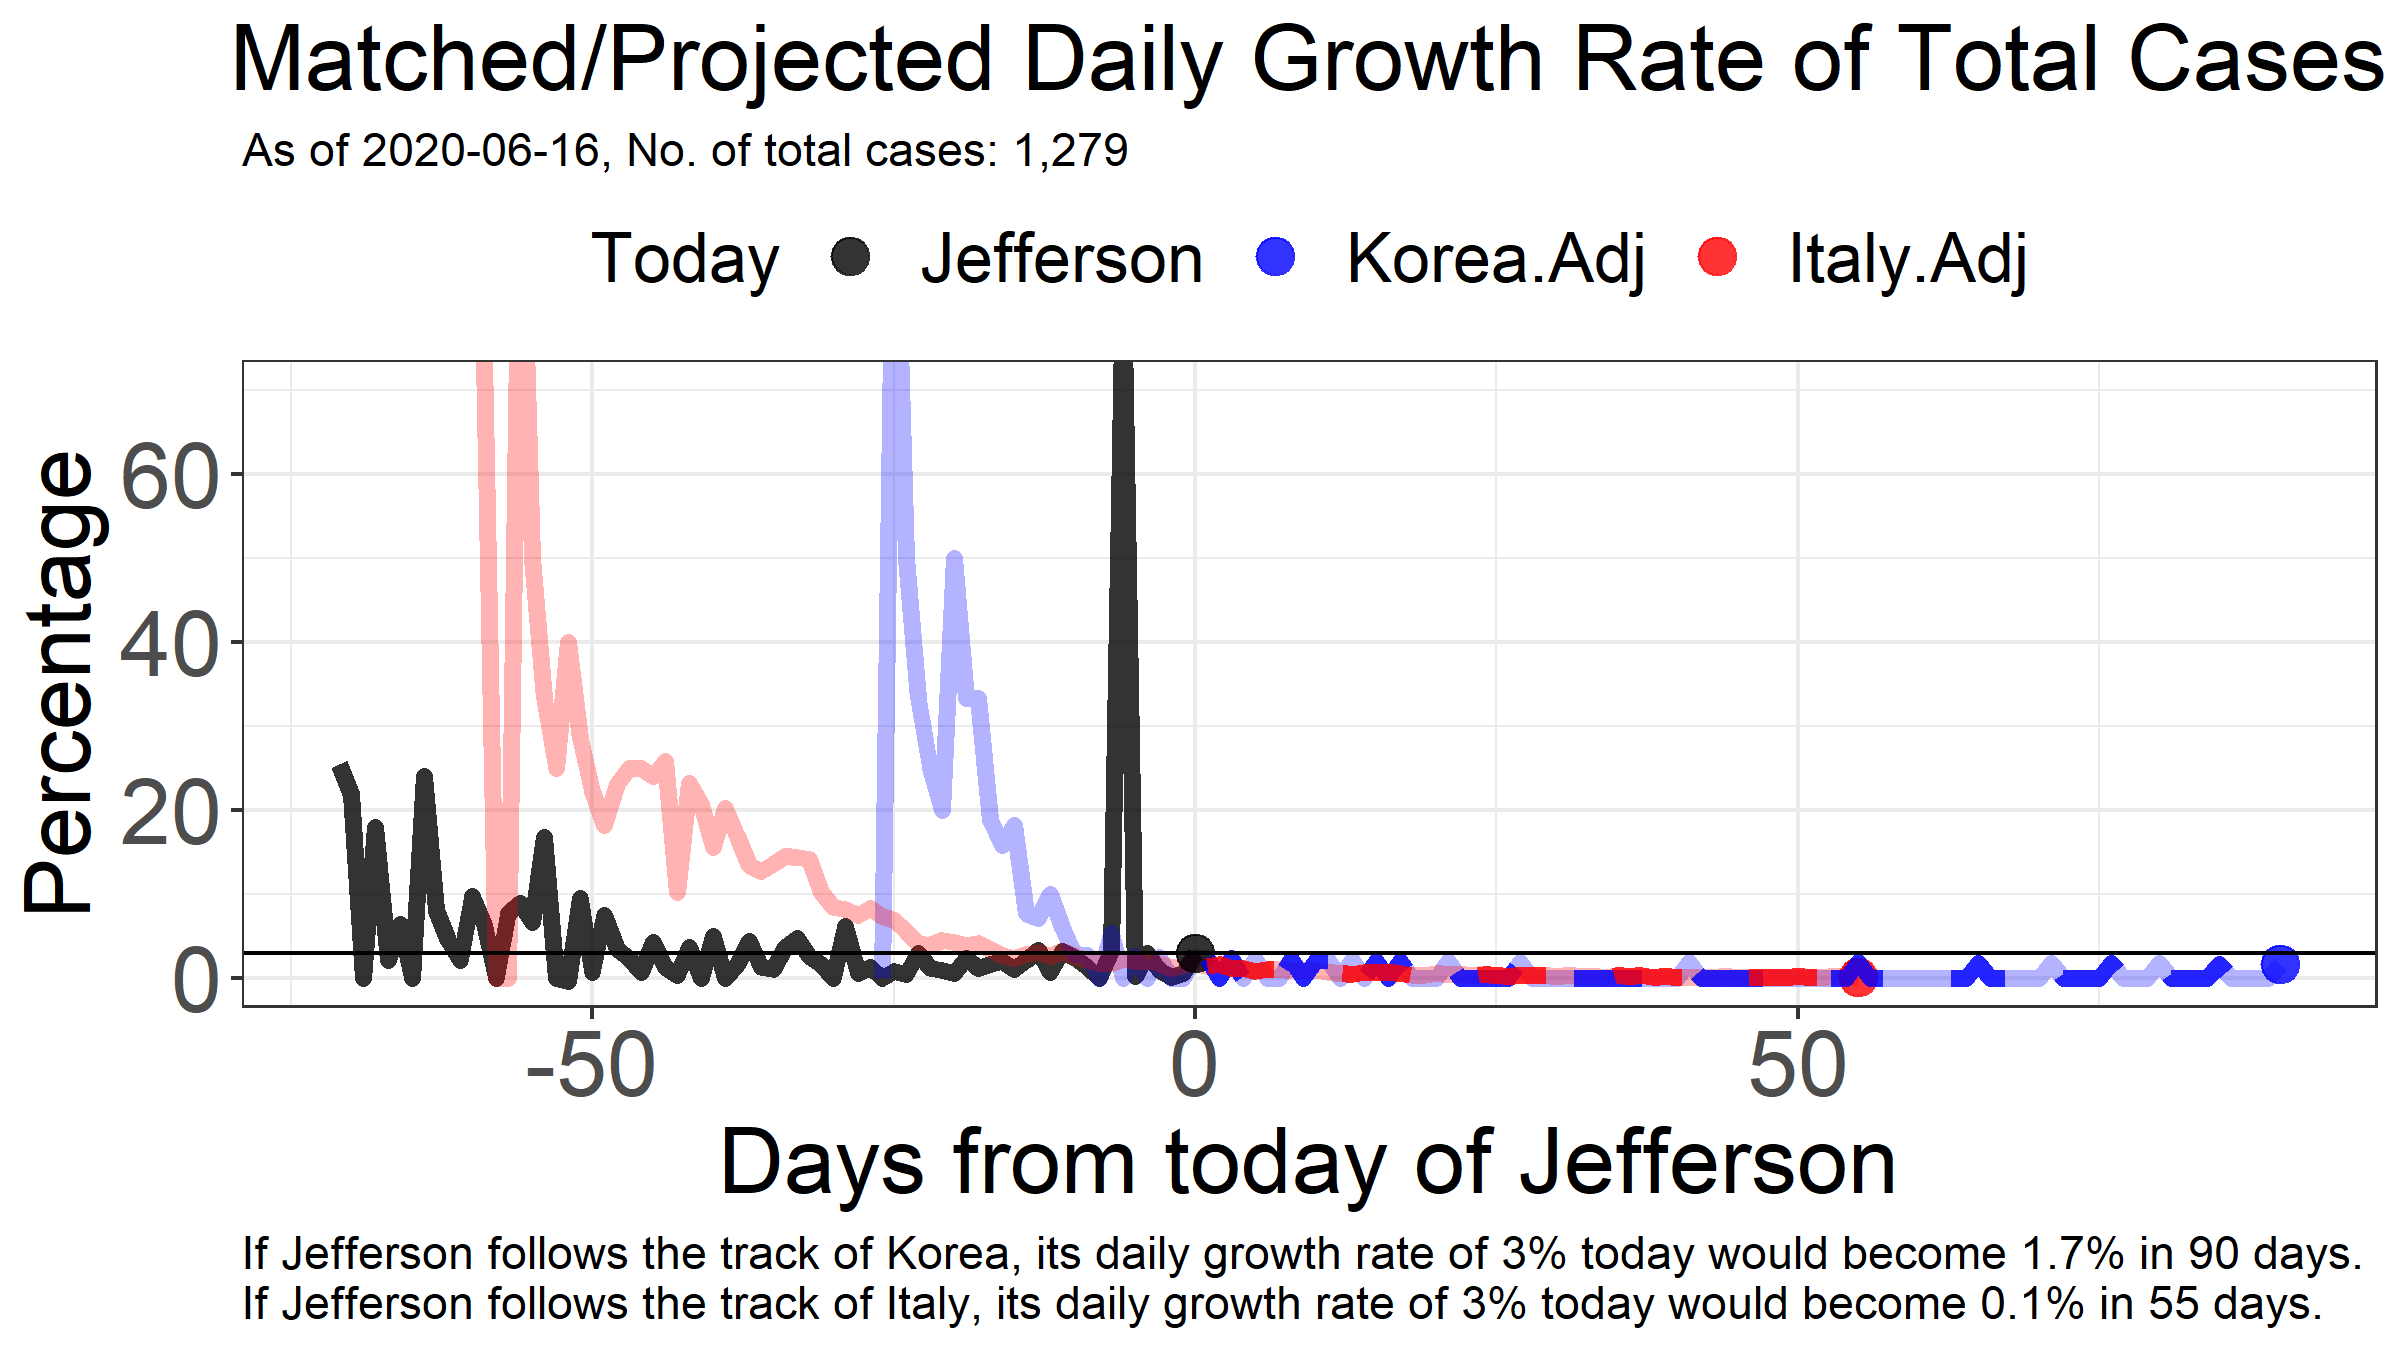 Matched/Projected Daily Growth Rate of Total Cases
As of 2020-06-16, No. of total cases: 1,279
Today Jefferson Korea.Adj Italy.Adj
Percentage
60
40
20
0
-50 0 50
Days from today of Jefferson
If Jefferson follows the track of Korea, its daily growth rate of 3% today would become 1.7% in 90 days.
If Jefferson follows the track of Italy, its daily growth rate of 3% today would become 0.1% in 55 days.